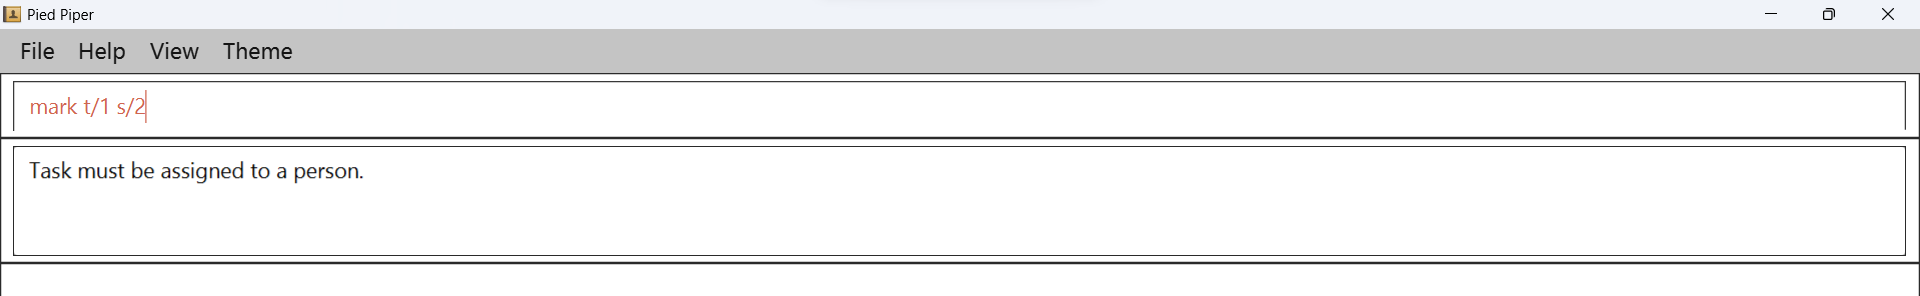 Pied Piper
File Help View Theme
mark t/1 s/2
Task must be assigned to a person.